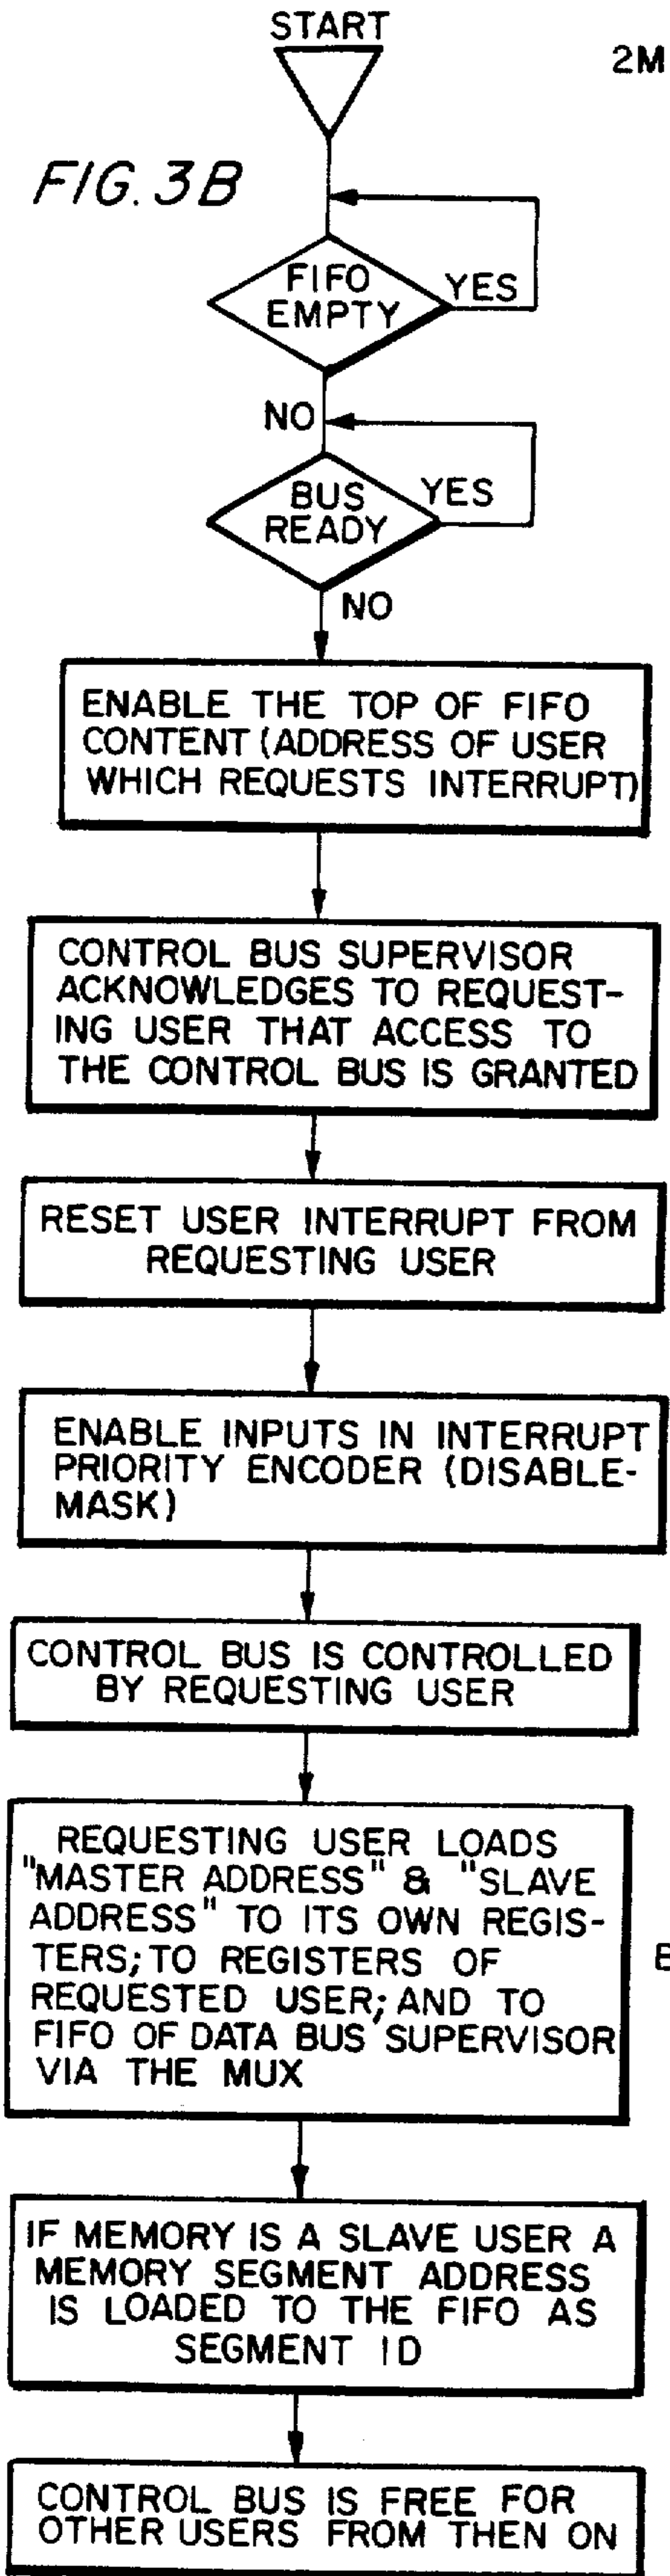 START
2M
FIG. 3B
FIFO
EMPTY
YES
NO
BUS
READY
YES
NO
ENABLE THE TOP OF FIFO
CONTENT (ADDRESS OF USER
WHICH REQUESTS INTERRUPT)
CONTROL BUS SUPERVISOR
ACKNOWLEDGES TO REQUEST-
ING USER THAT ACCESS TO
THE CONTROL BUS IS GRANTED
RESET USER INTERRUPT FROM
REQUESTING USER
ENABLE INPUTS IN INTERRUPT
PRIORITY ENCODER (DISABLE-
MASK)
CONTROL BUS IS CONTROLLED
BY REQUESTING USER
REQUESTING USER LOADS
"MASTER ADDRESS" & "SLAVE
ADDRESS" TO ITS OWN REGIS-
TERS; TO REGISTERS OF
REQUESTED USER; AND TO
FIFO OF DATA BUS SUPERVISOR
VIA THE MUX
IF MEMORY IS A SLAVE USER A
MEMORY SEGMENT ADDRESS
IS LOADED TO THE FIFO AS
SEGMENT ID
CONTROL BUS IS FREE FOR
OTHER USERS FROM THEN ON